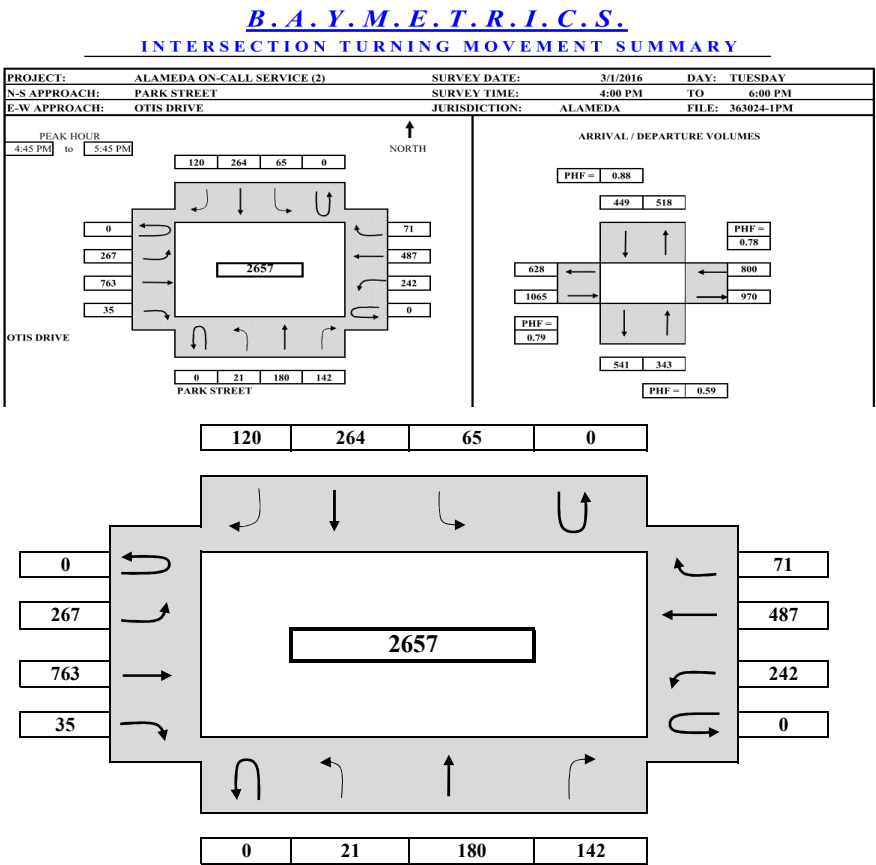 B.A.Y.M.E.T.R.I.C.S.
INTERSECTION TURNING MOVEMENT SUMMARY
PROJECT: ALAMEDA ON-CALL SERVICE (2) SURVEY DATE: 3/1/2016 DAY: TUESDAY
N-S APPROACH: PARK STREET SURVEY TIME: 4:00 PM TO 6:00 PM
E-W APPROACH: OTIS DRIVE JURISDICTION: ALAMEDA FILE: 363024-1PM
PEAK HOUR
4:45 PM to 5:45 PM
NORTH
120 264 65 0
0 71
267 487
2657
763 242
35 0
OTIS DRIVE
0 21 180 142
PARK STREET
ARRIVAL / DEPARTURE VOLUMES
PHF = 0.88
449 518
PHF =
0.78
628 800
1065 970
PHF =
0.79
541 343
PHF = 0.59
120 264 65 0
0 71
267 487
2657
763 242
35 0
0 21 180 142